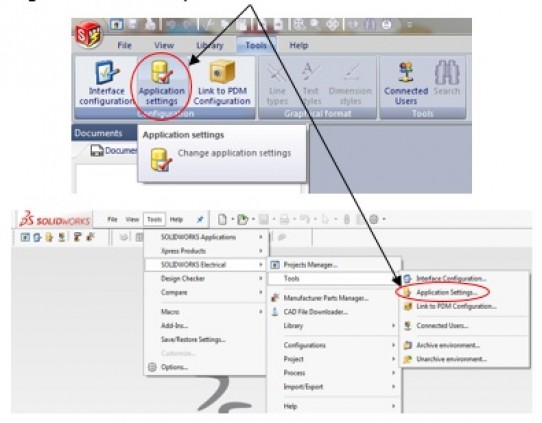 File View Library Tools Help
Interface configuration
Application settings
Link to PDM Configuration
Line types
Text styles
Dimension styles
Connected Users
Search
Configuration
Graphical format
Tools
Documents
Application settings
Docume
Change application settings
SOLIDWORKS
File View Tools Help
SOLIDWORKS Applications
Xpress Products
SOLIDWORKS Electrical
Design Checker
Compare
Macro
Add-Ins...
Save/Restore Settings...
Customize...
Options...
Projects Manager...
Tools
Manufacturer Parts Manager...
CAD File Downloader...
Library
Configurations
Project
Process
Import/Export
Help
Interface Configuration...
Application Settings...
Link to PDM Configuration...
Connected Users...
Archive environment...
Unarchive environment...